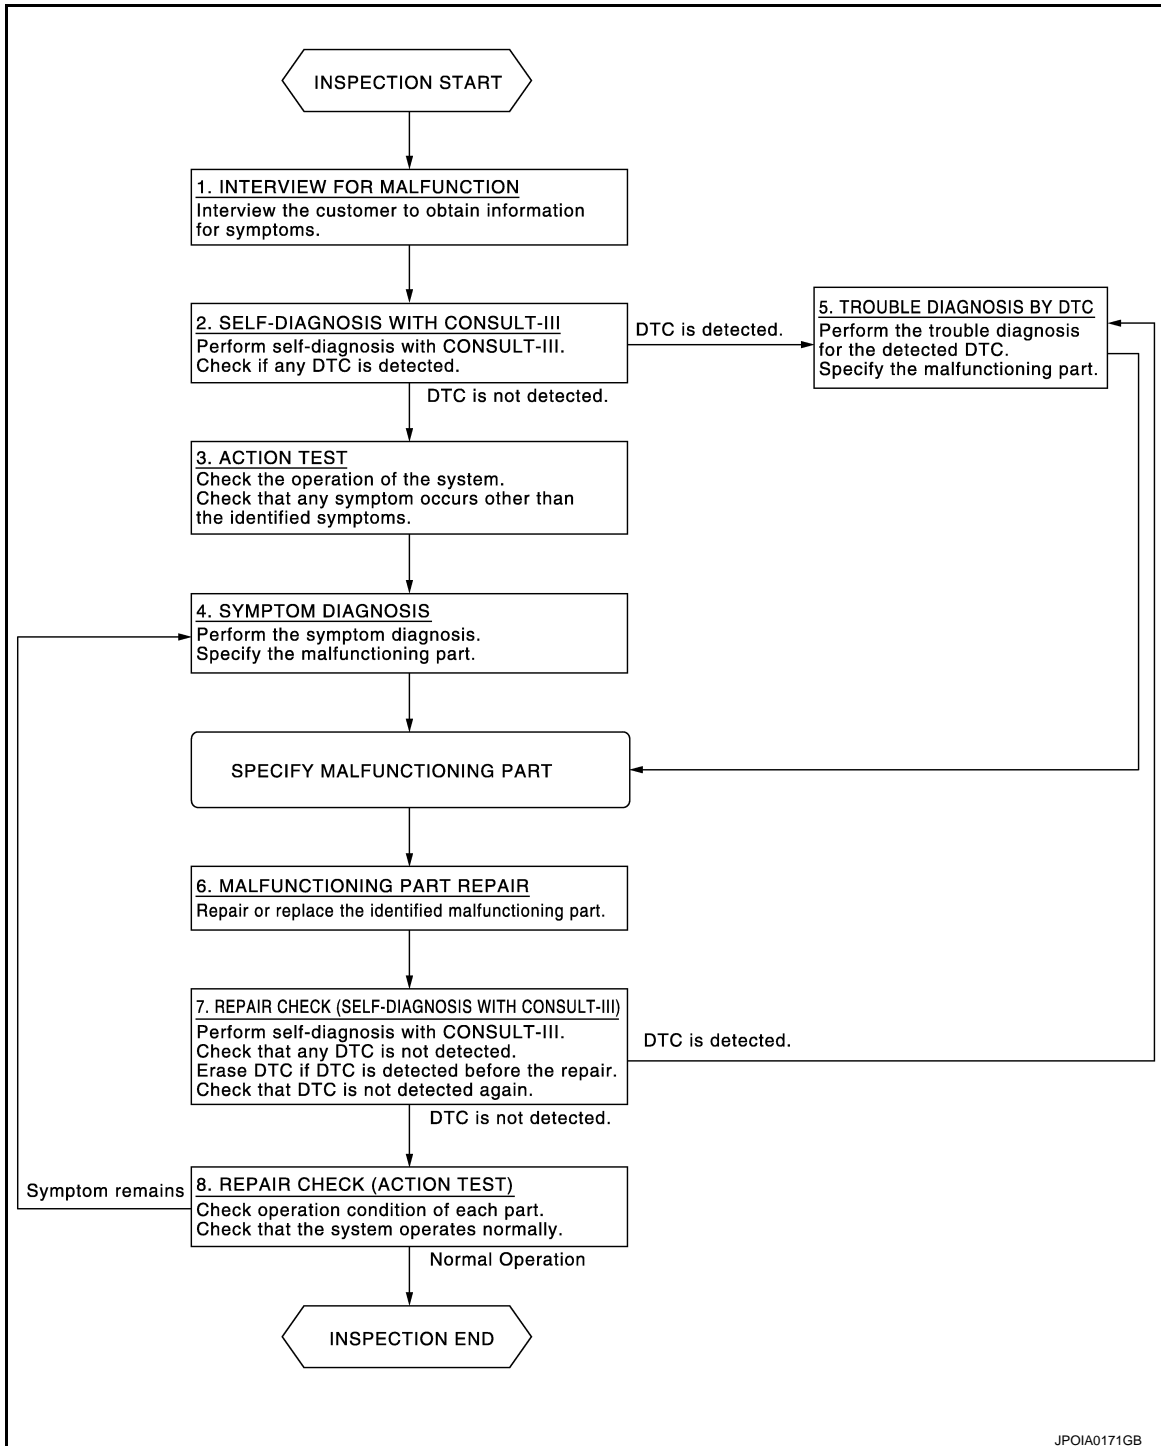 INSPECTION START
1. INTERVIEW FOR MALFUNCTION
Interview the customer to obtain information
for symptoms.
2. SELF-DIAGNOSIS WITH CONSULT-III
Perform self-diagnosis with CONSULT-III.
Check if any DTC is detected.
DTC is detected.
5. TROUBLE DIAGNOSIS BY DTC
Perform the trouble diagnosis
for the detected DTC.
Specify the malfunctioning part.
DTC is not detected.
3. ACTION TEST
Check the operation of the system.
Check that any symptom occurs other than
the identified symptoms.
4. SYMPTOM DIAGNOSIS
Perform the symptom diagnosis.
Specify the malfunctioning part.
SPECIFY MALFUNCTIONING PART
6. MALFUNCTIONING PART REPAIR
Repair or replace the identified malfunctioning part.
7. REPAIR CHECK (SELF-DIAGNOSIS WITH CONSULT-III)
Perform self-diagnosis with CONSULT-III.
Check that any DTC is not detected.
Erase DTC if DTC is detected before the repair.
Check that DTC is not detected again.
DTC is detected.
DTC is not detected.
Symptom remains
8. REPAIR CHECK (ACTION TEST)
Check operation condition of each part.
Check that the system operates normally.
Normal Operation
INSPECTION END
JPOIA0171GB